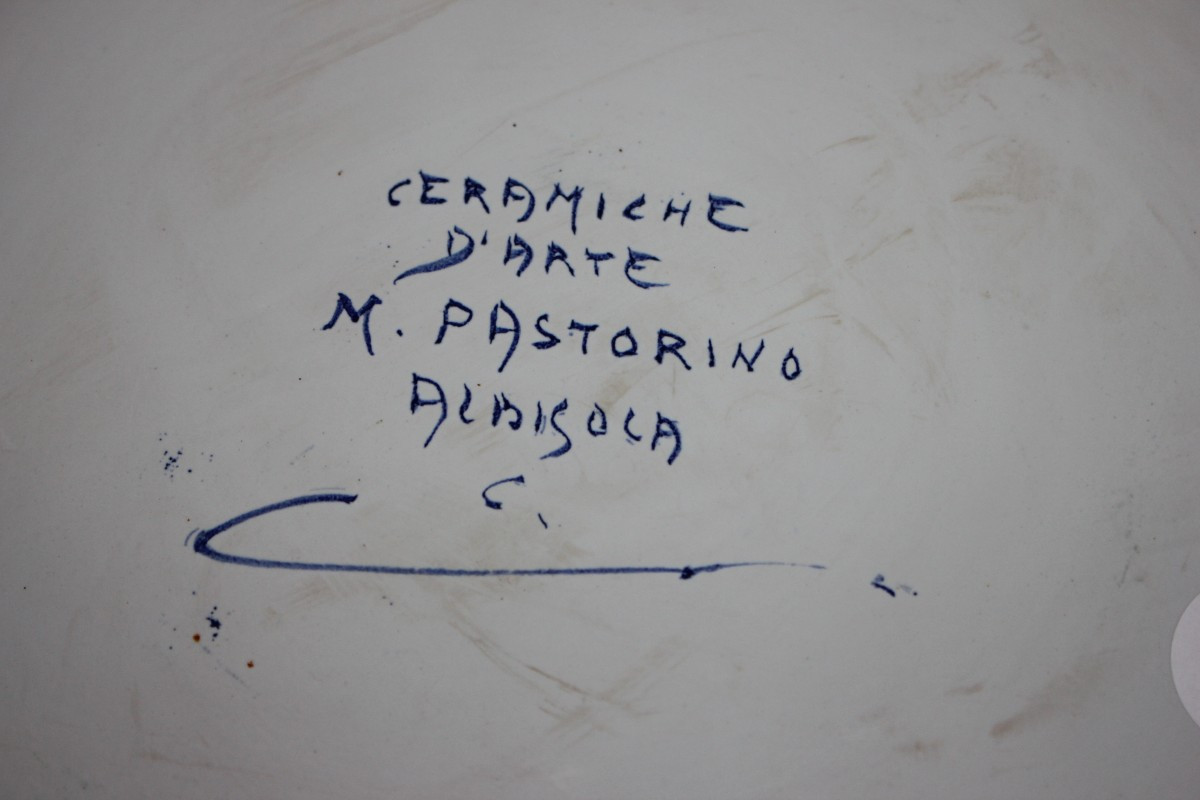 CERAMICHE
D'ARTE
M. PASTORINO
ALBISOLA
C.